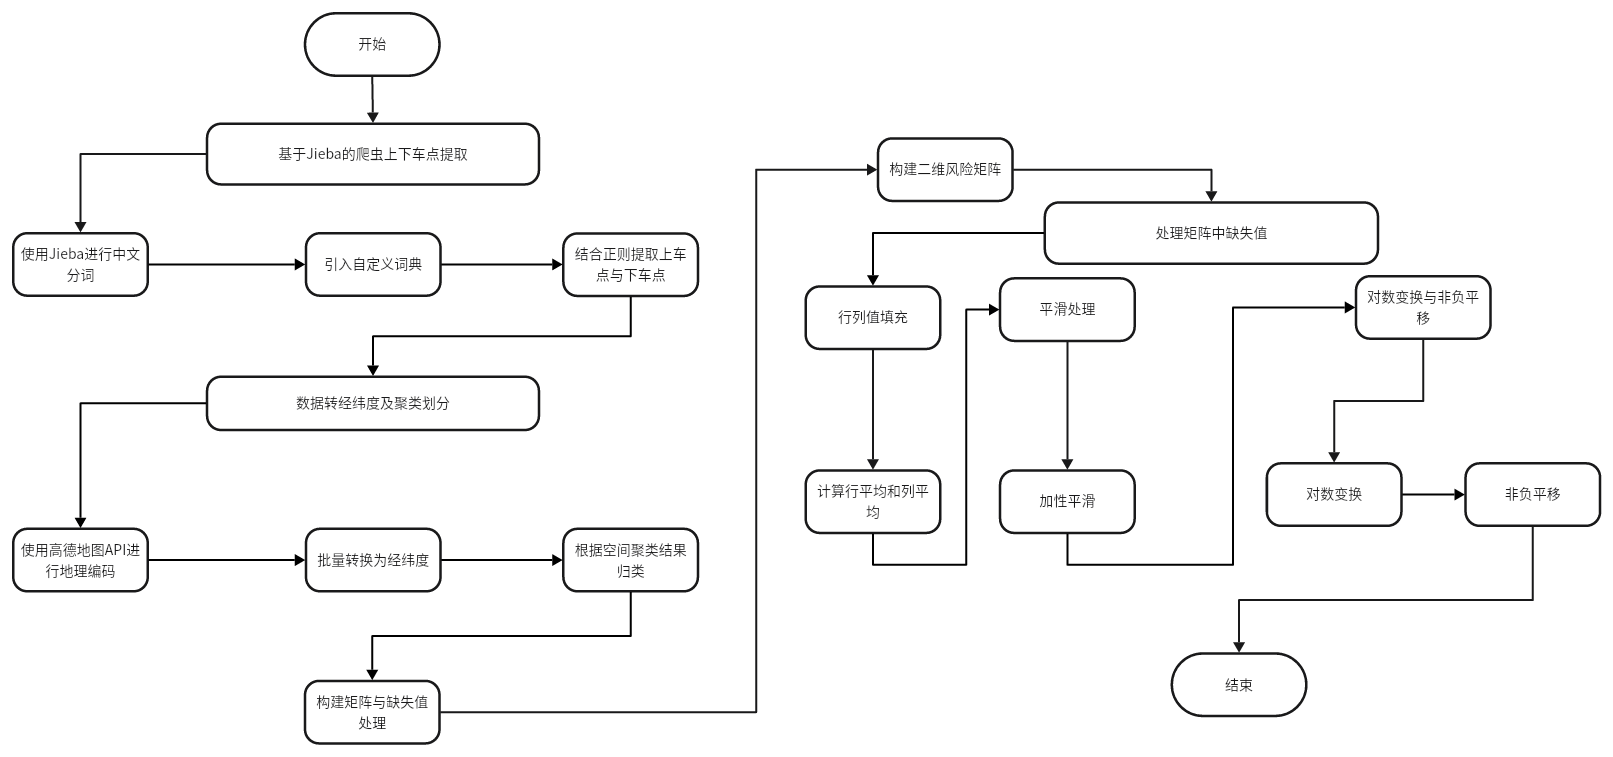 开始
基于Jieba的爬虫上下车点提取
使用Jieba进行中文
分词
引入自定义词典
结合正则提取上车
点与下车点
数据转经纬度及聚类划分
使用高德地图API进
行地理编码
批量转换为经纬度
根据空间聚类结果
归类
构建矩阵与缺失值
处理
构建二维风险矩阵
处理矩阵中缺失值
行列值填充
计算行平均和列平
均
平滑处理
加性平滑
对数变换与非负平
移
对数变换
非负平移
结束